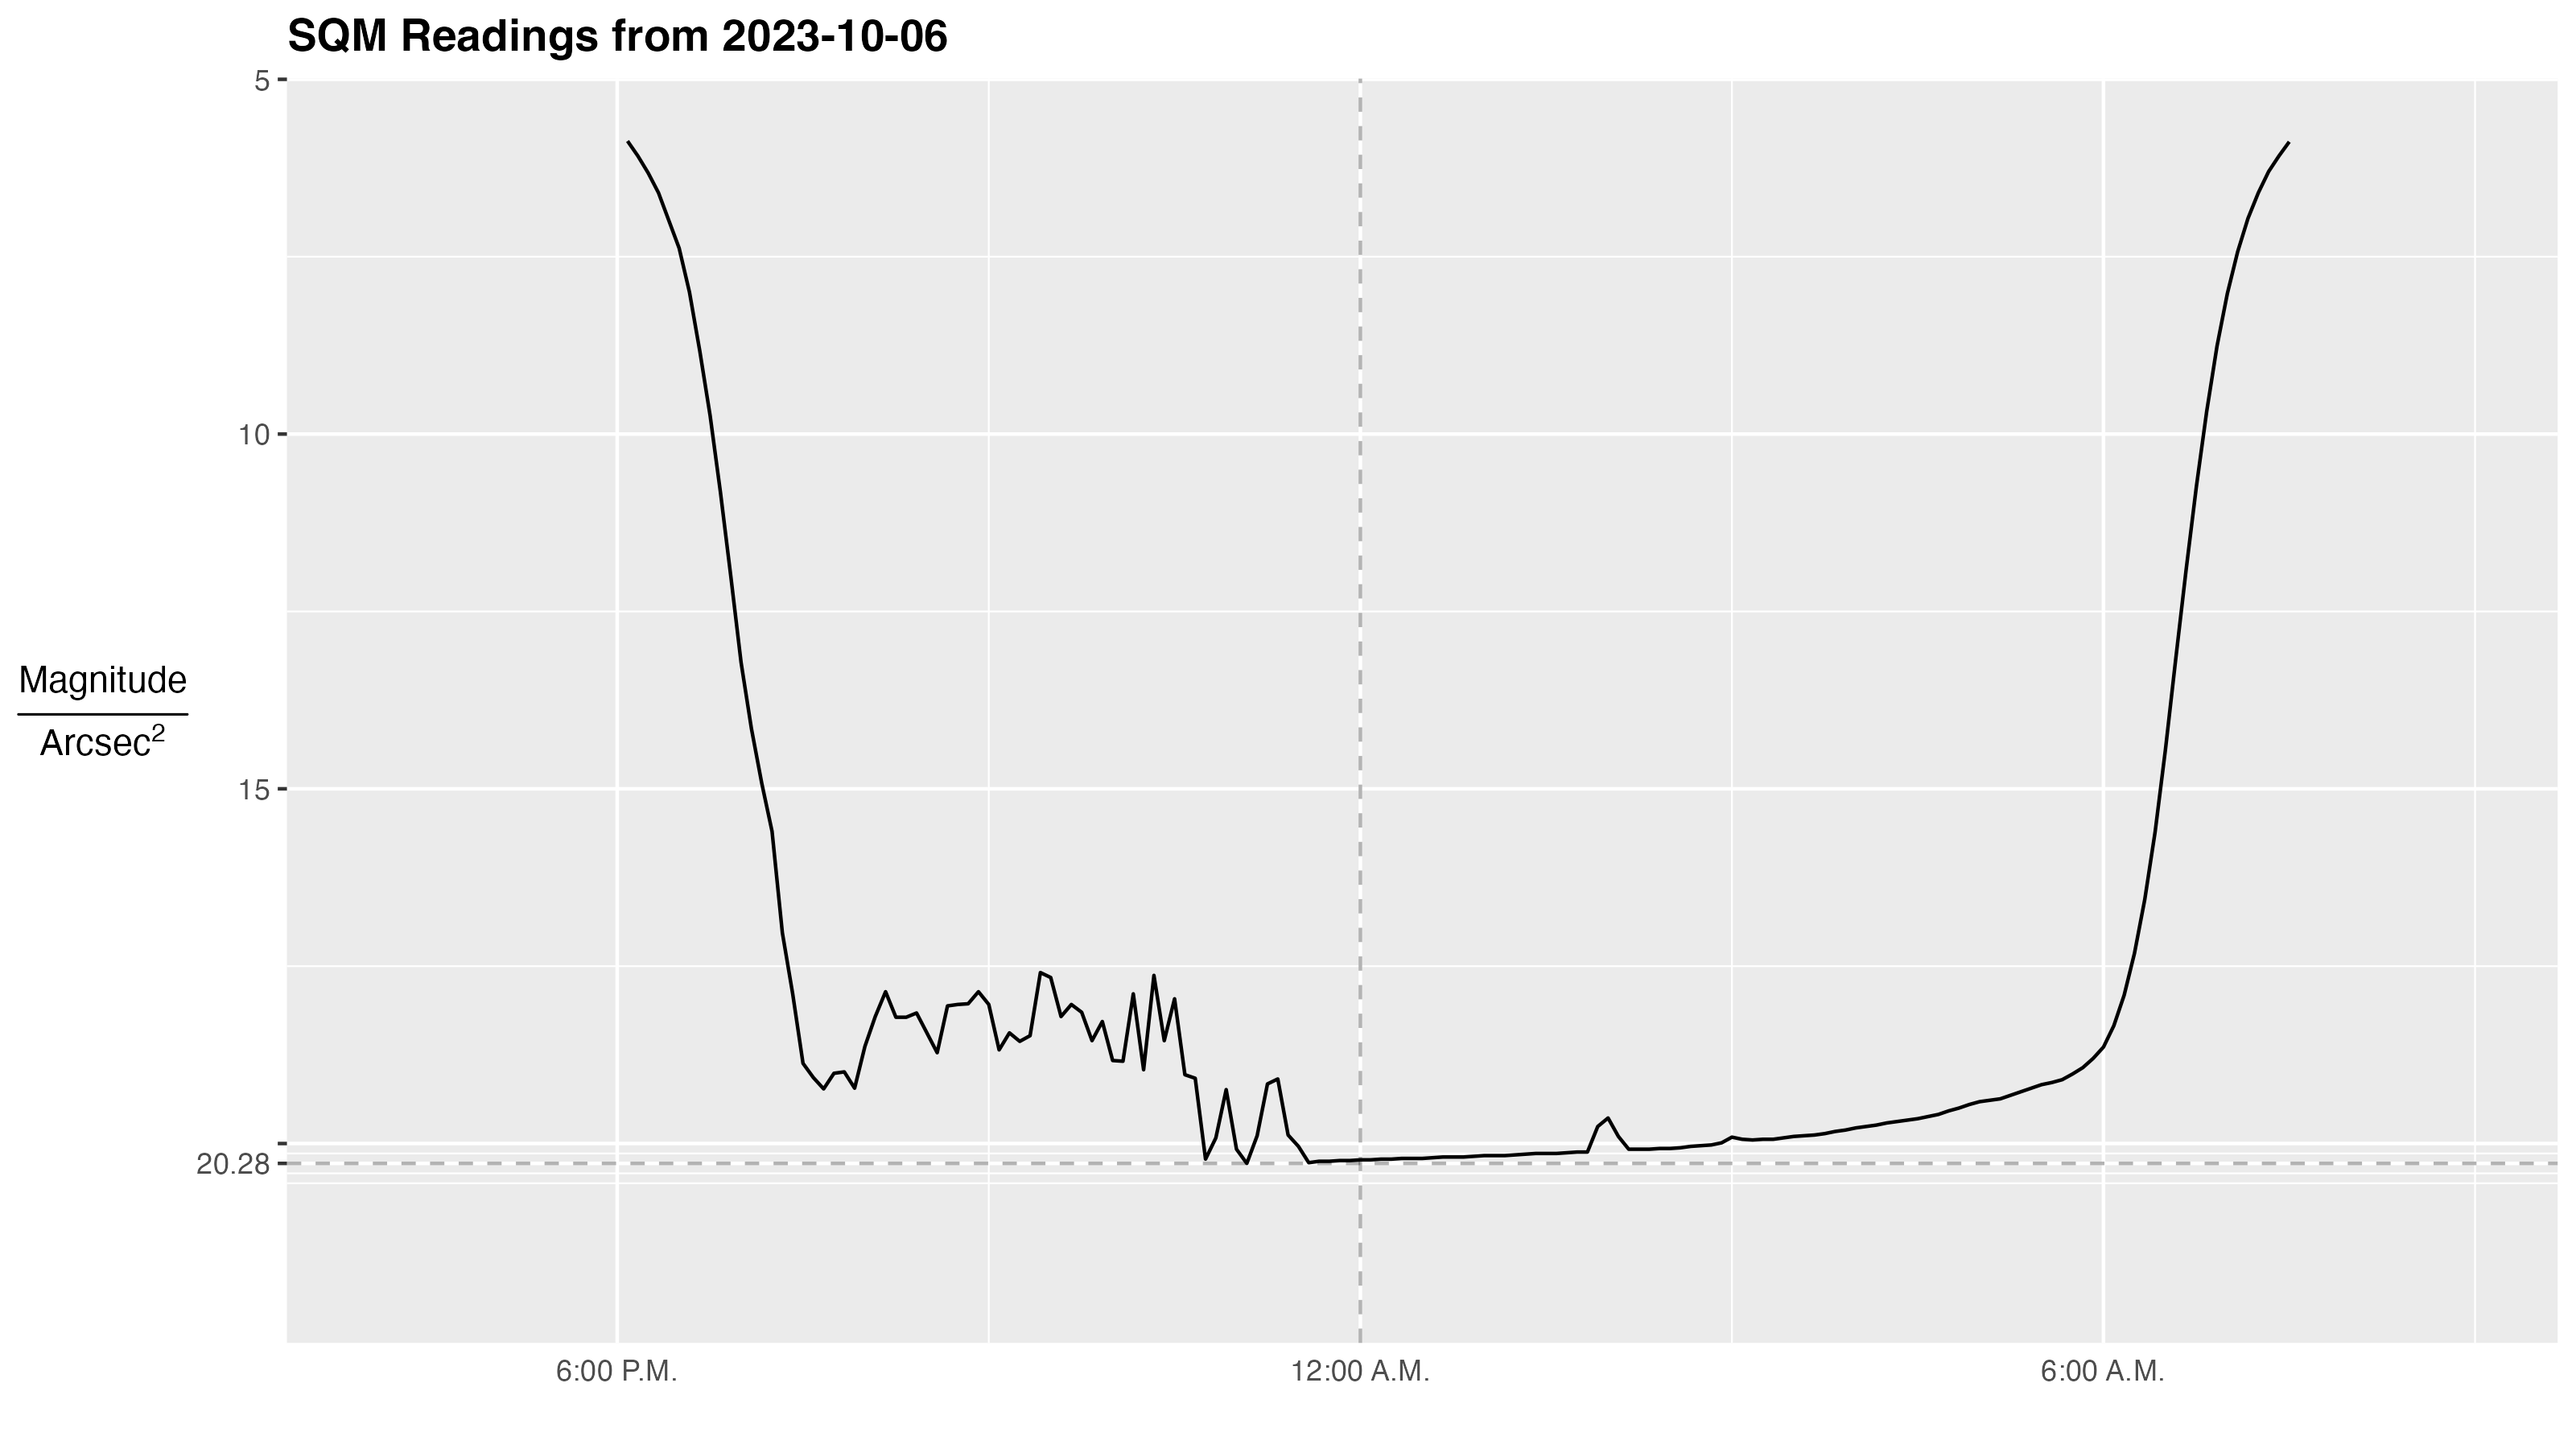 SQM Readings from 2023-10-06
5
10
15
20.28
Magnitude
Arcsec²
6:00 P.M.
12:00 A.M.
6:00 A.M.